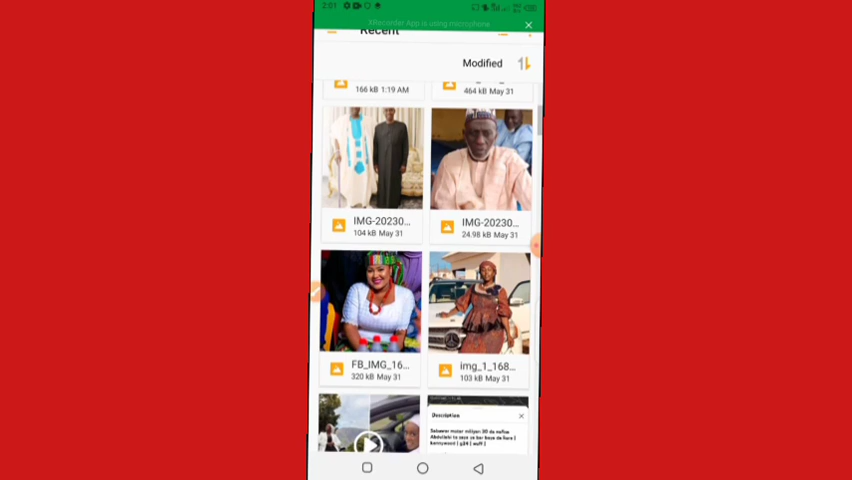 2:01
XRecorder App is using microphone
Recent
Modified
166 kB 1:19 AM
464 kB May 31
IMG-20230...
104 kB May 31
IMG-20230...
24.98 kB May 31
FB_IMG_16...
320 kB May 31
img_1_168...
103 kB May 31
Description